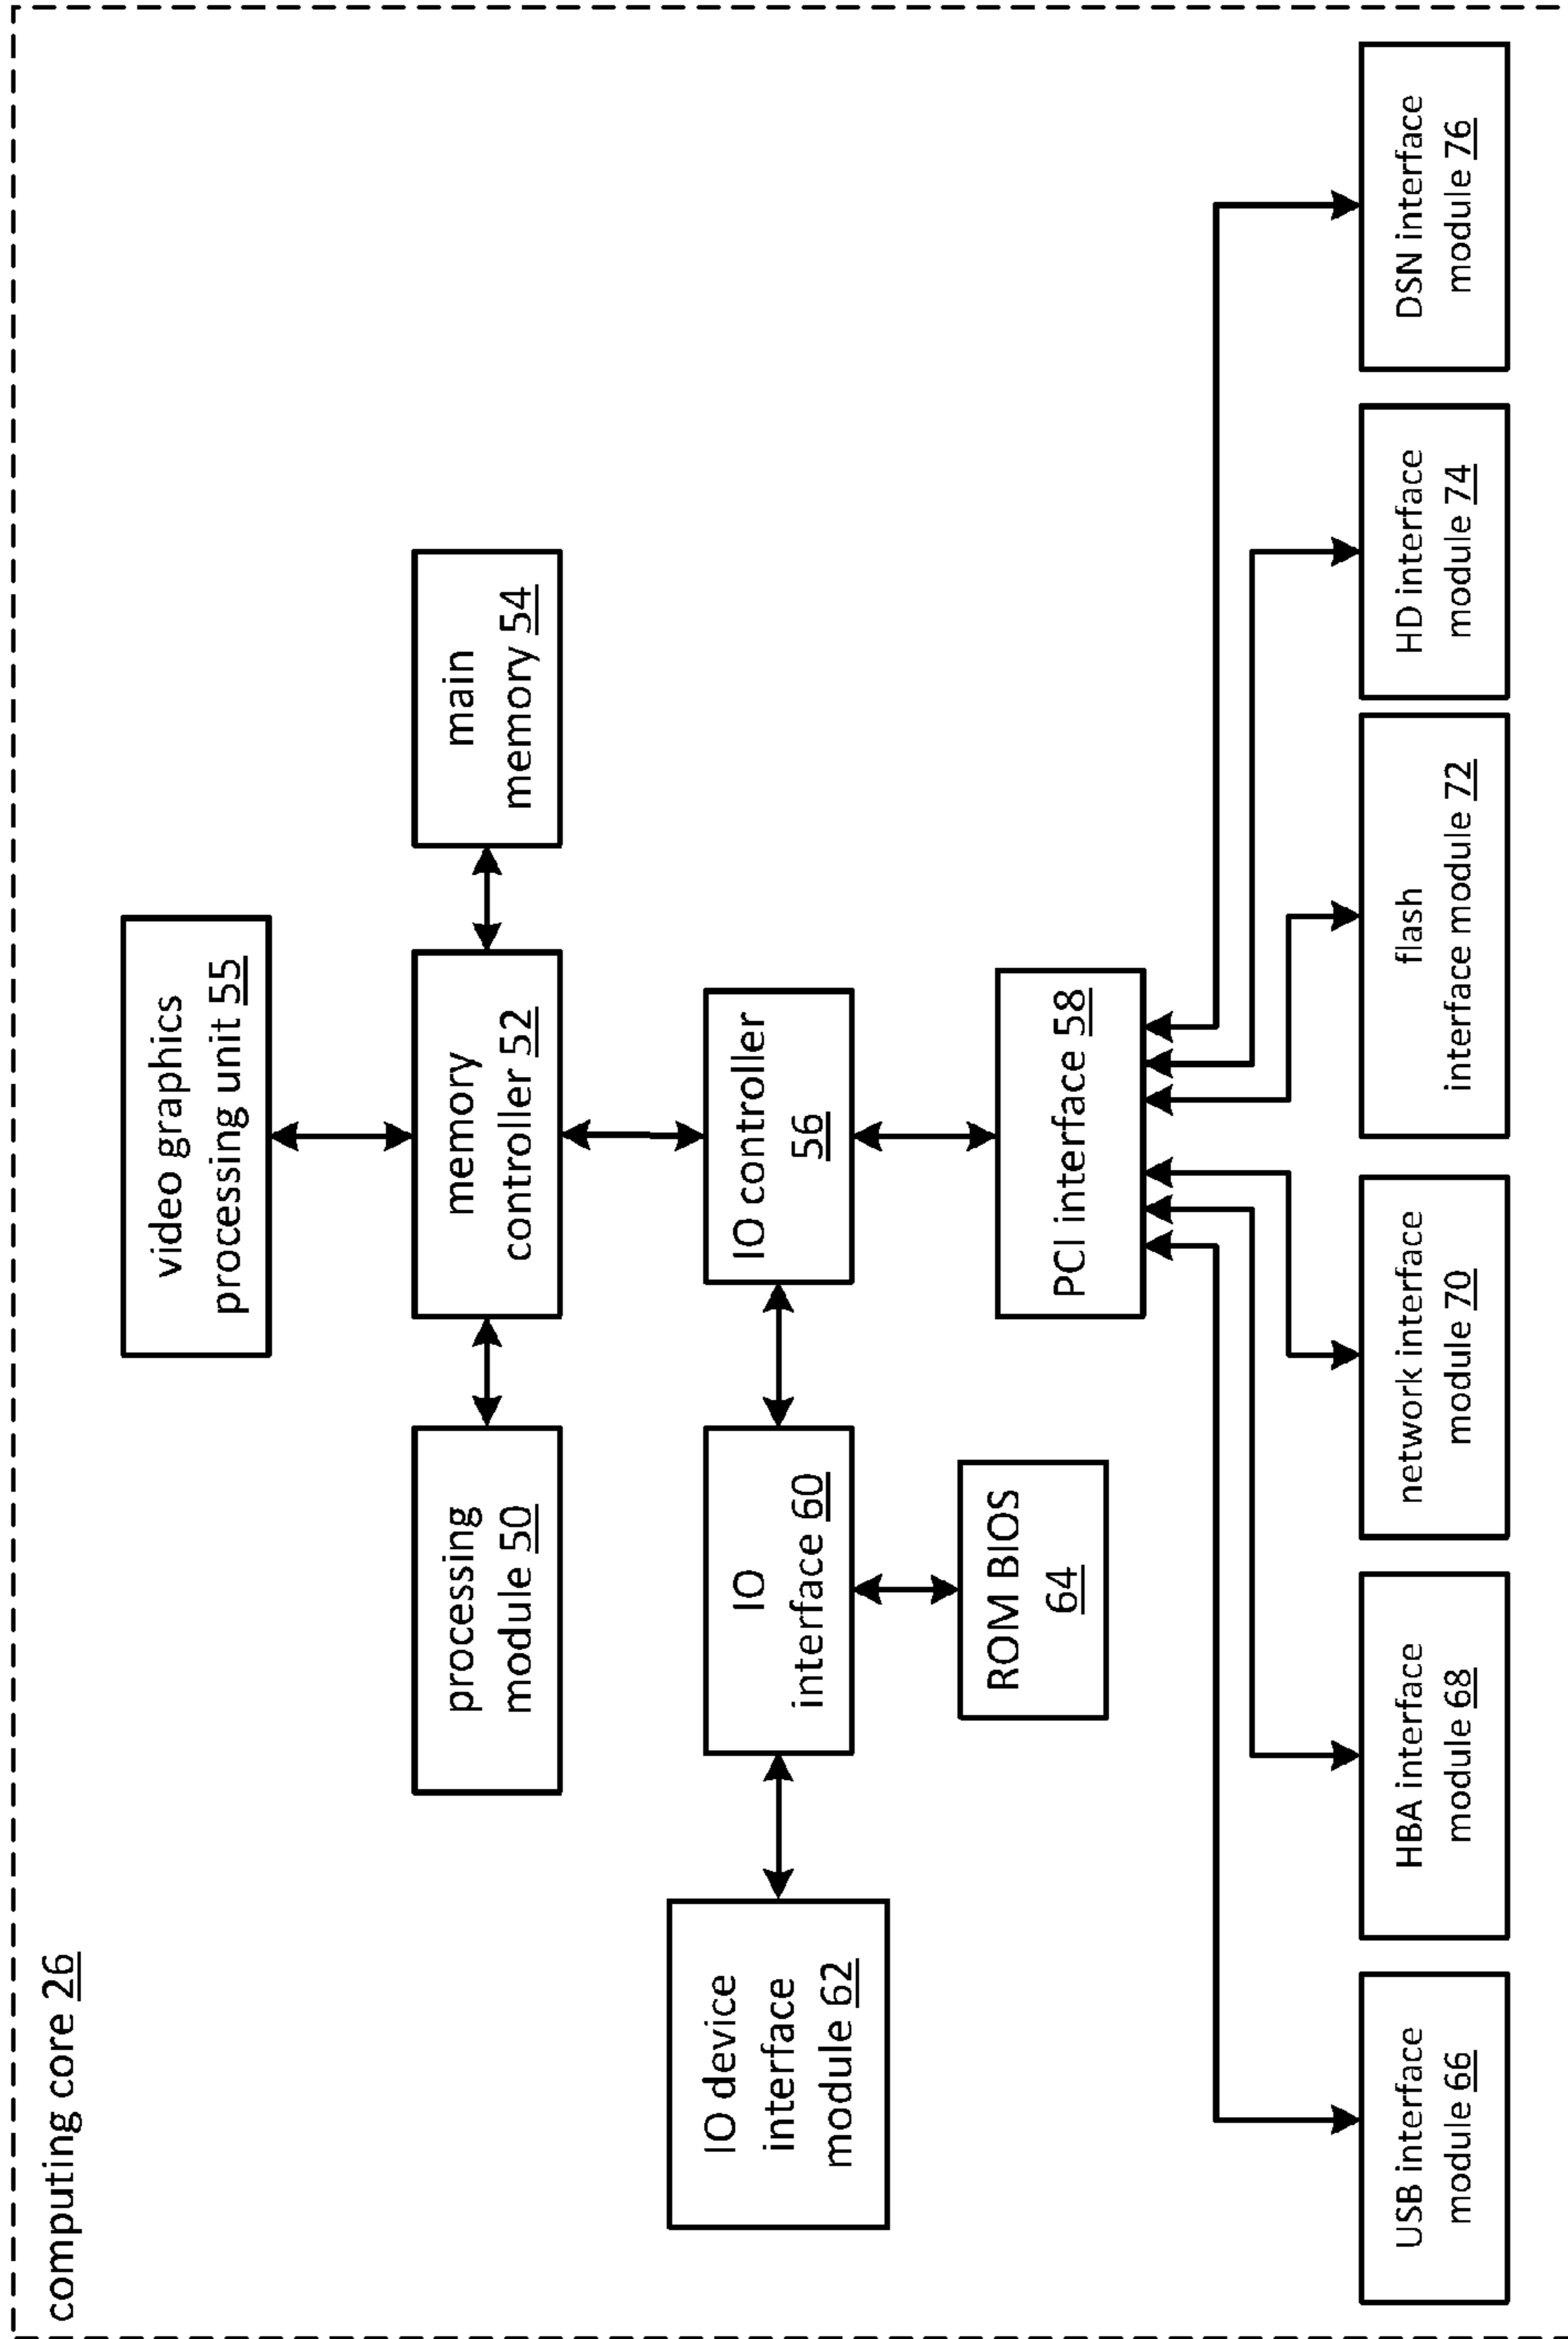 computing core 26
video graphics
processing unit 55
processing
module 50
memory
controller 52
main
memory 54
IO device
interface
module 62
IO
interface 60
IO controller
56
ROM BIOS
64
PCI interface 58
USB interface
module 66
HBA interface
module 68
network interface
module 70
flash
interface module 72
HD interface
module 74
DSN interface
module 76